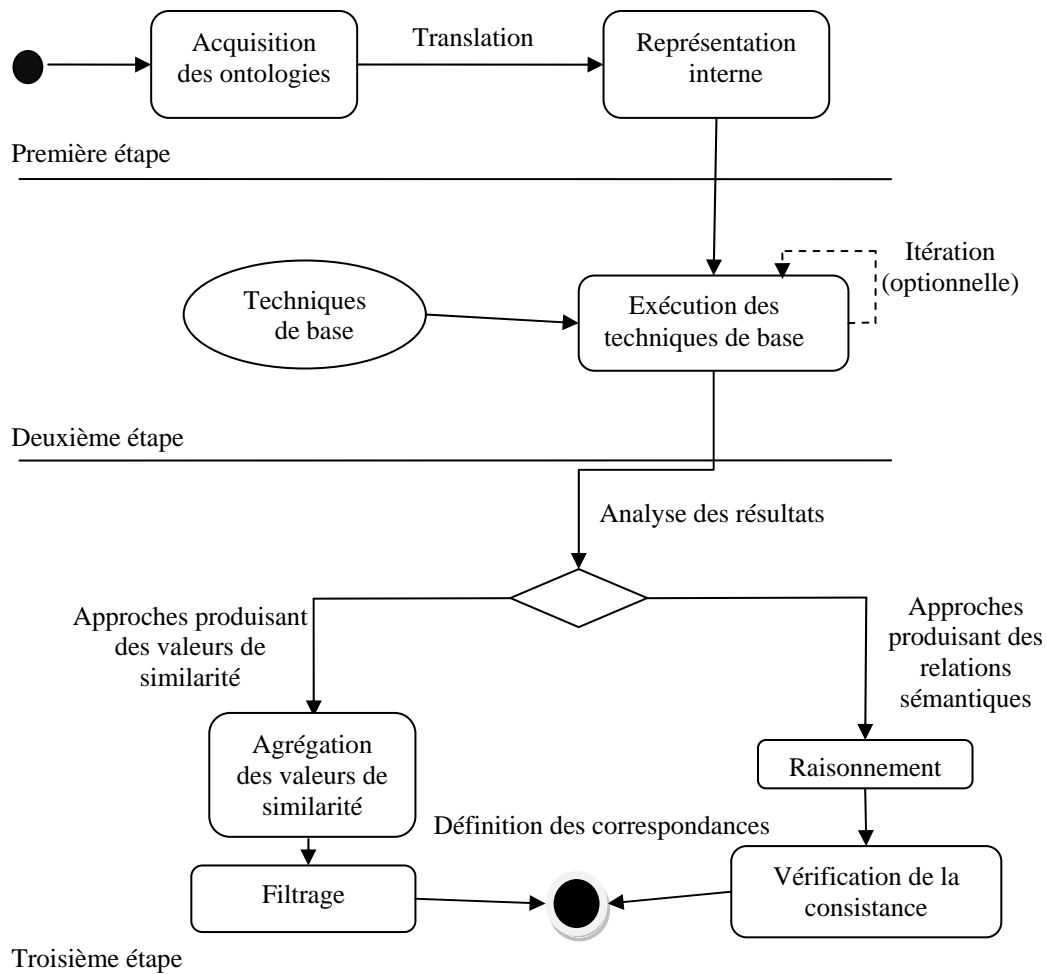 Acquisition
des ontologies
Translation
Représentation
interne
Première étape
Techniques
de base
Exécution des
techniques de base
Itération
(optionnelle)
Deuxième étape
Analyse des résultats
Approches produisant
des valeurs de
similarité
Approches
produisant des
relations
sémantiques
Agrégation
des valeurs de
similarité
Raisonnement
Définition des correspondances
Filtrage
Vérification de la
consistance
Troisième étape